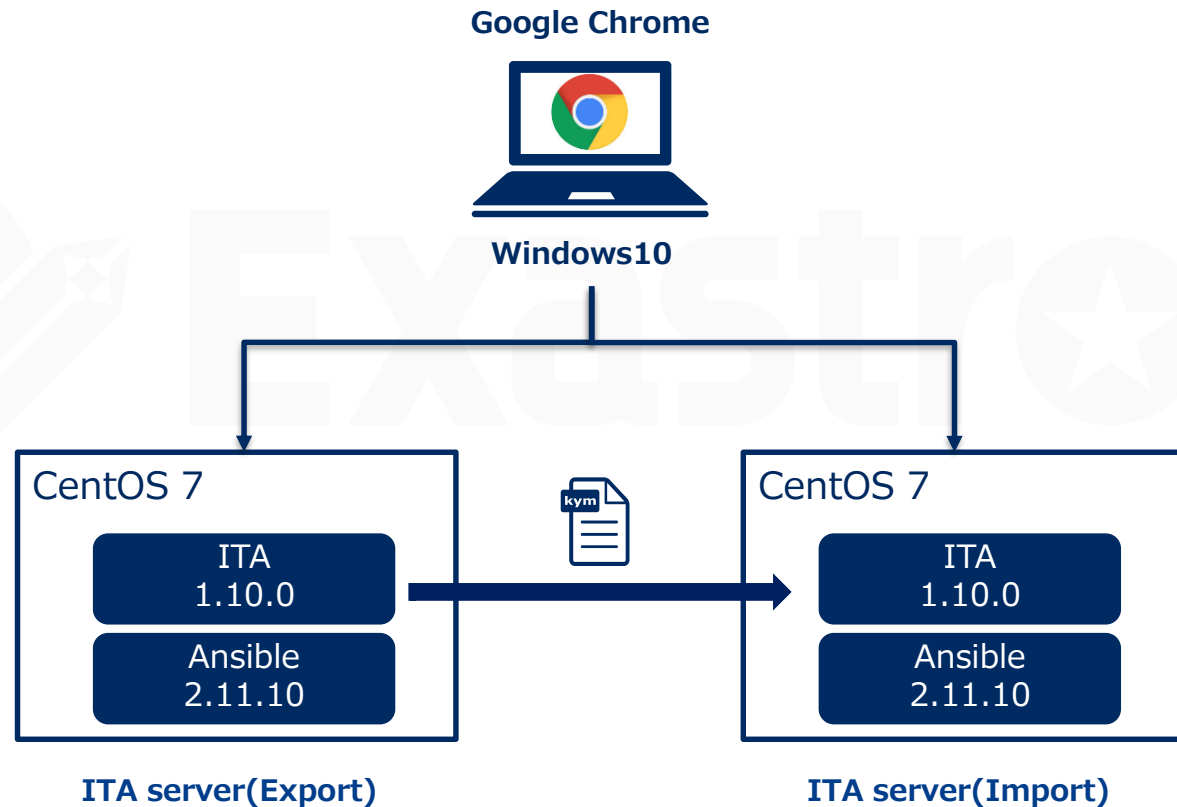 Google Chrome
Windows10
Exastro
CentOS 7
ITA
1.10.0
Ansible
2.11.10
ITA server(Export)
kym
CentOS 7
ITA
1.10.0
Ansible
2.11.10
ITA server(Import)